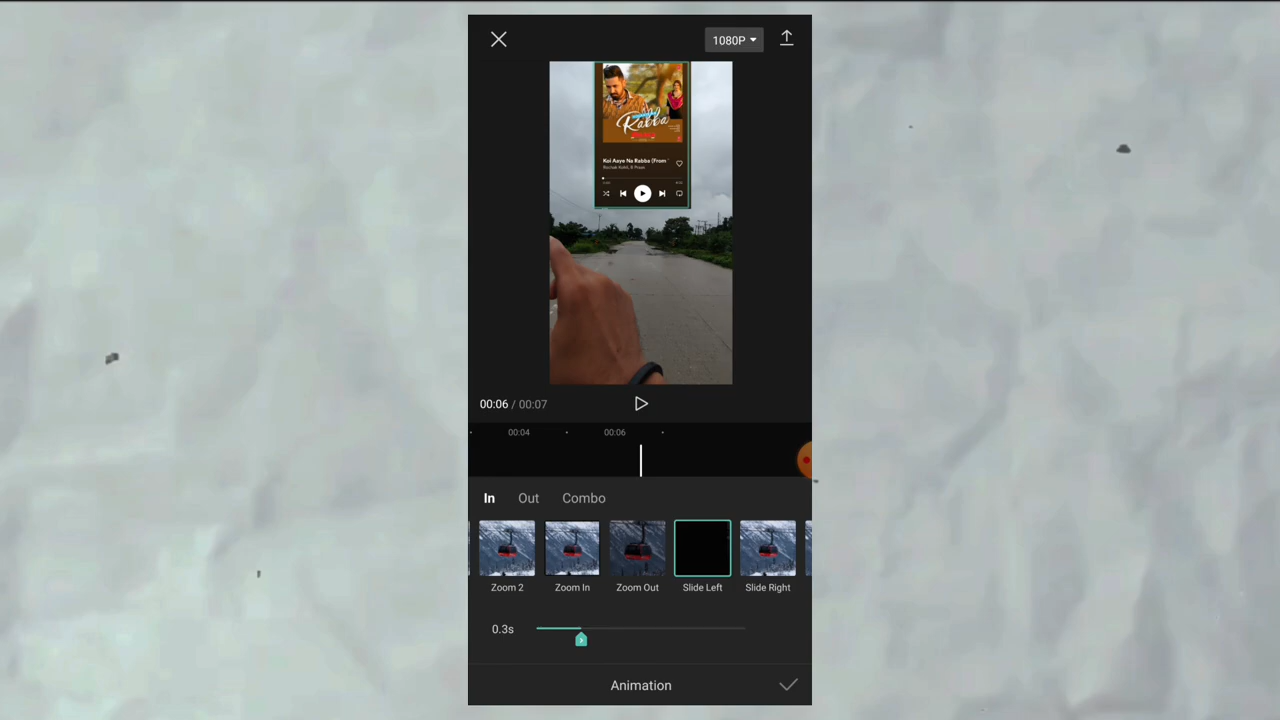 1080P
Rabba
Koi Aaye Na Rabba (From
00:06 / 00:07
00:04
00:06
In
Out
Combo
Zoom 2
Zoom In
Zoom Out
Slide Left
Slide Right
0.3s
Animation